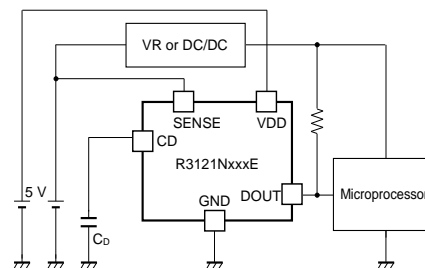 VR or DC/DC
SENSE
VDD
CD
R3121NxxxE
5 V
GND
DOUT
Microprocessor
CD